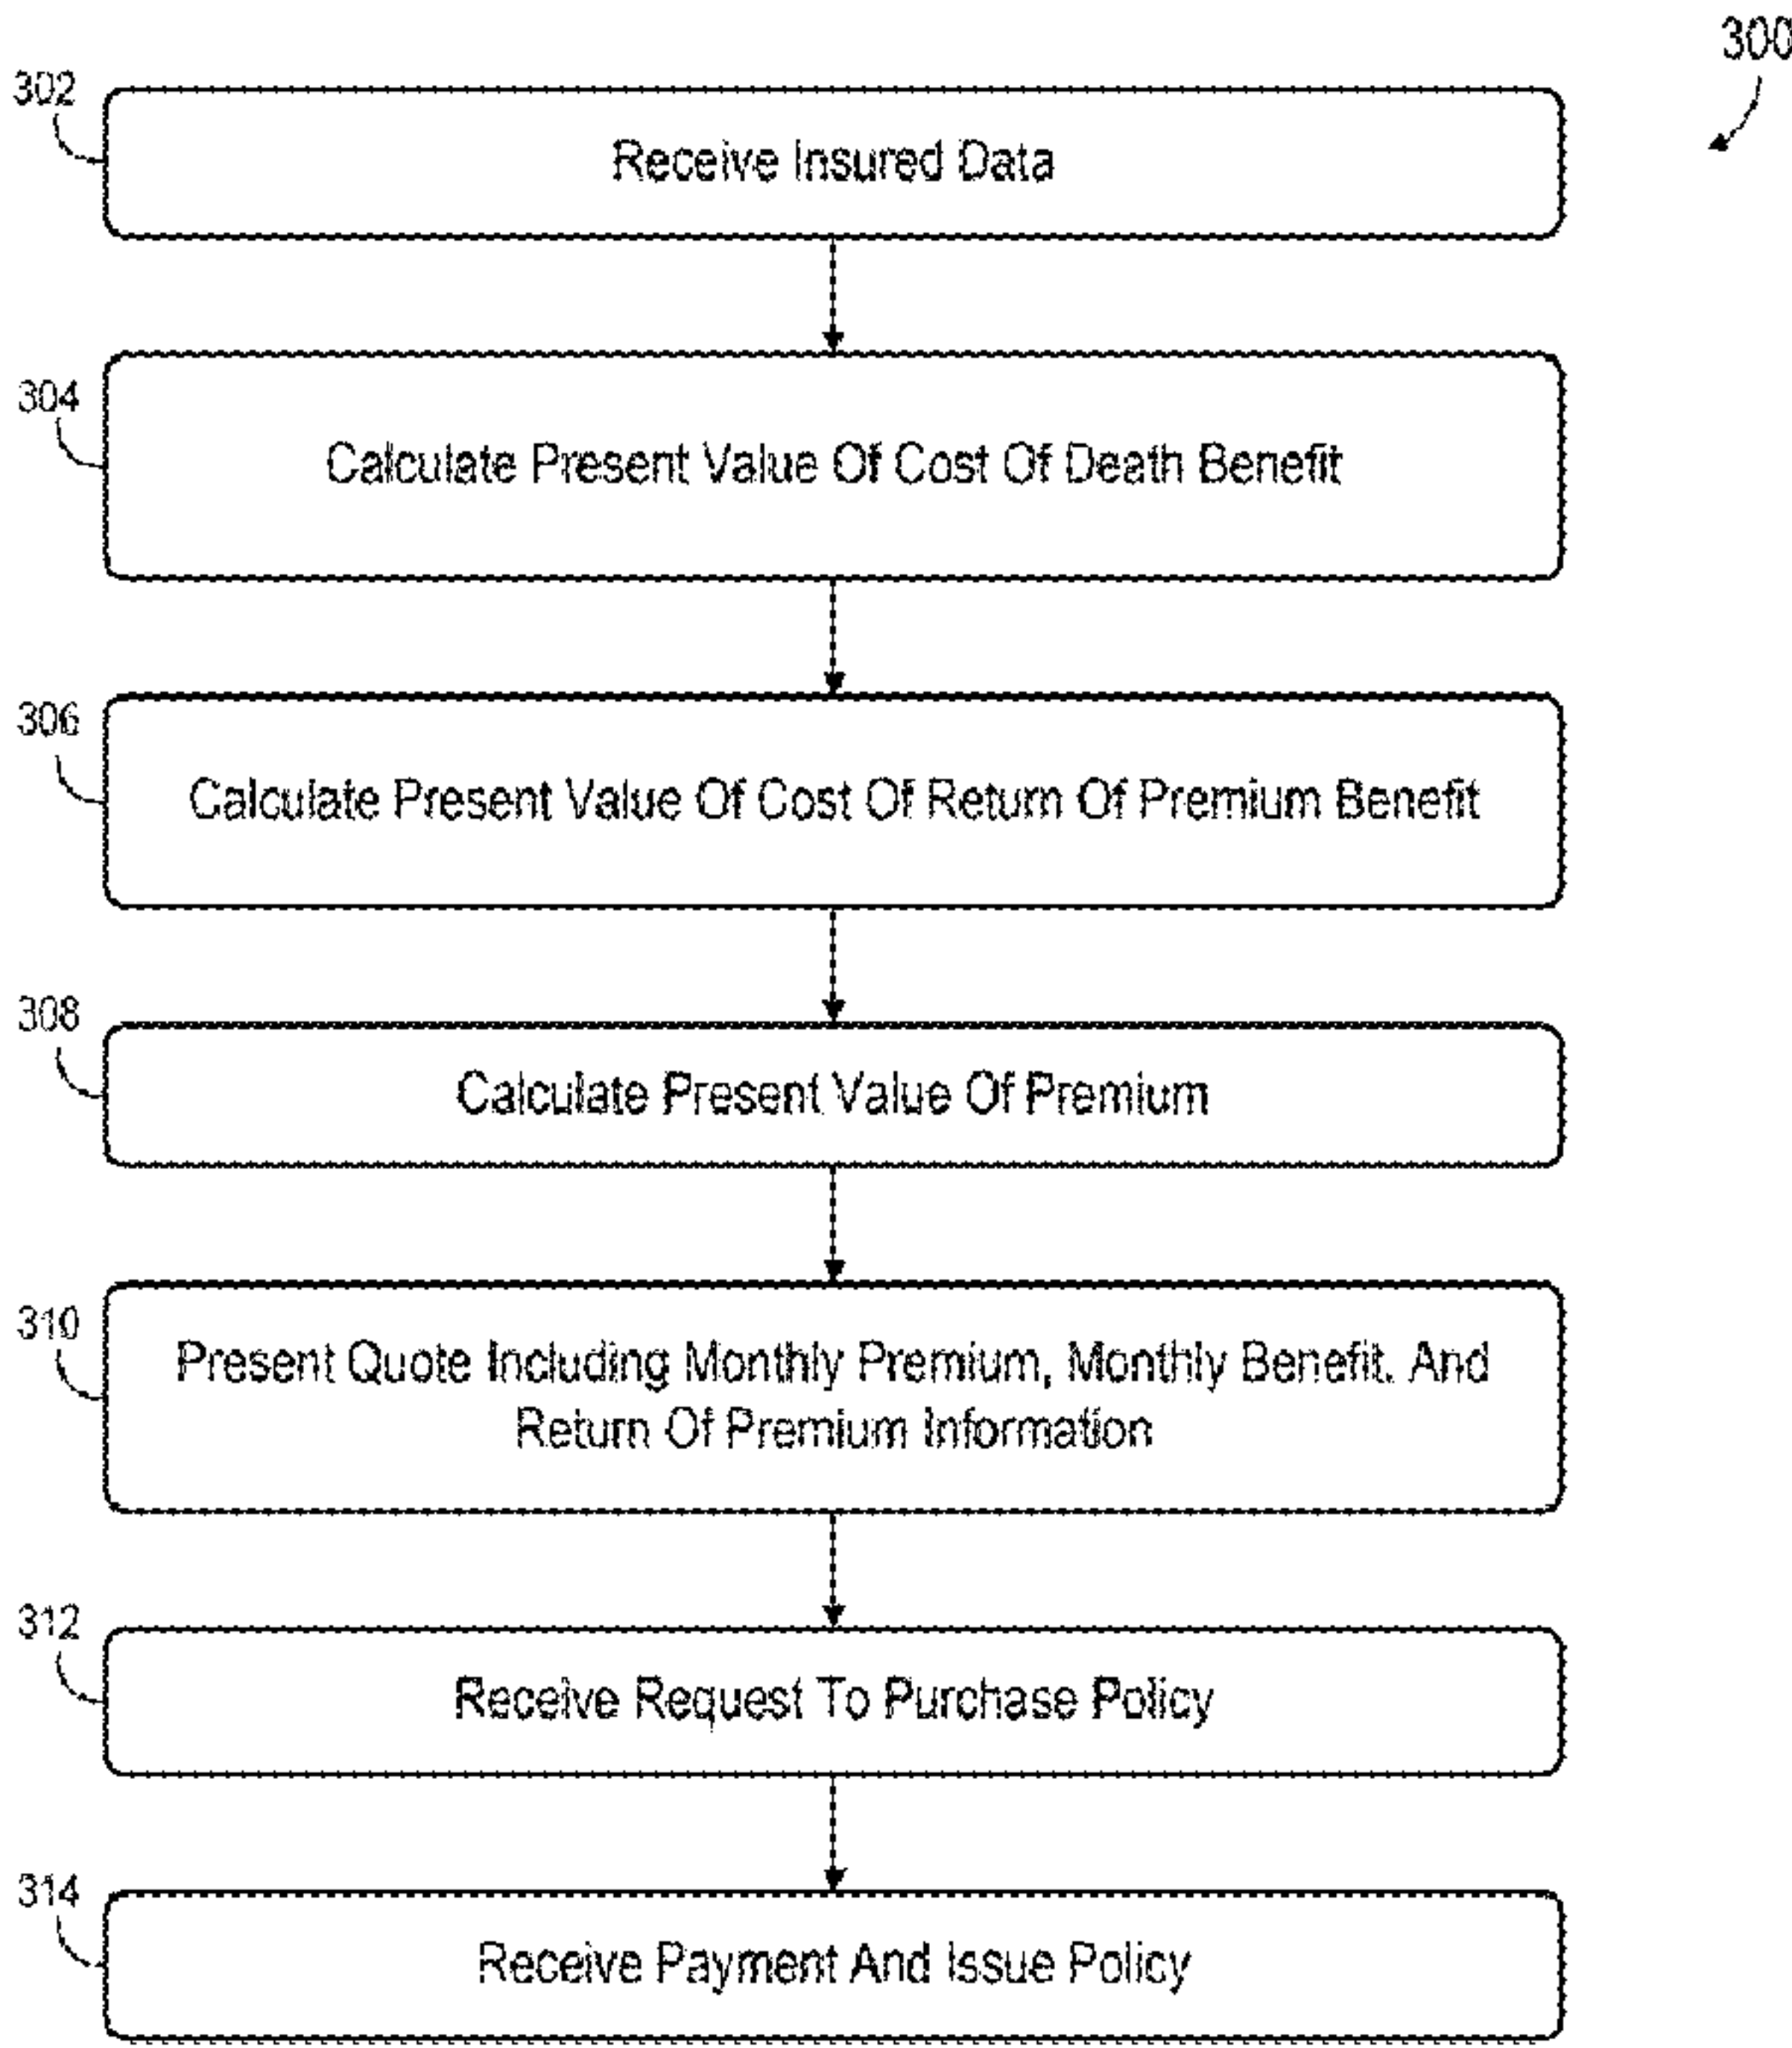 300
302
Receive Insured Data
304
Calculate Present Value Of Cost Of Death Benefit
306
Calculate Present Value Of Cost Of Return Of Premium Benefit
308
Calculate Present Value Of Premium
310
Present Quote Including Monthly Premium, Monthly Benefit. And
Return Of Premium Information
312
Receive Request To Purchase Policy
314
Receive Payment And Issue Policy